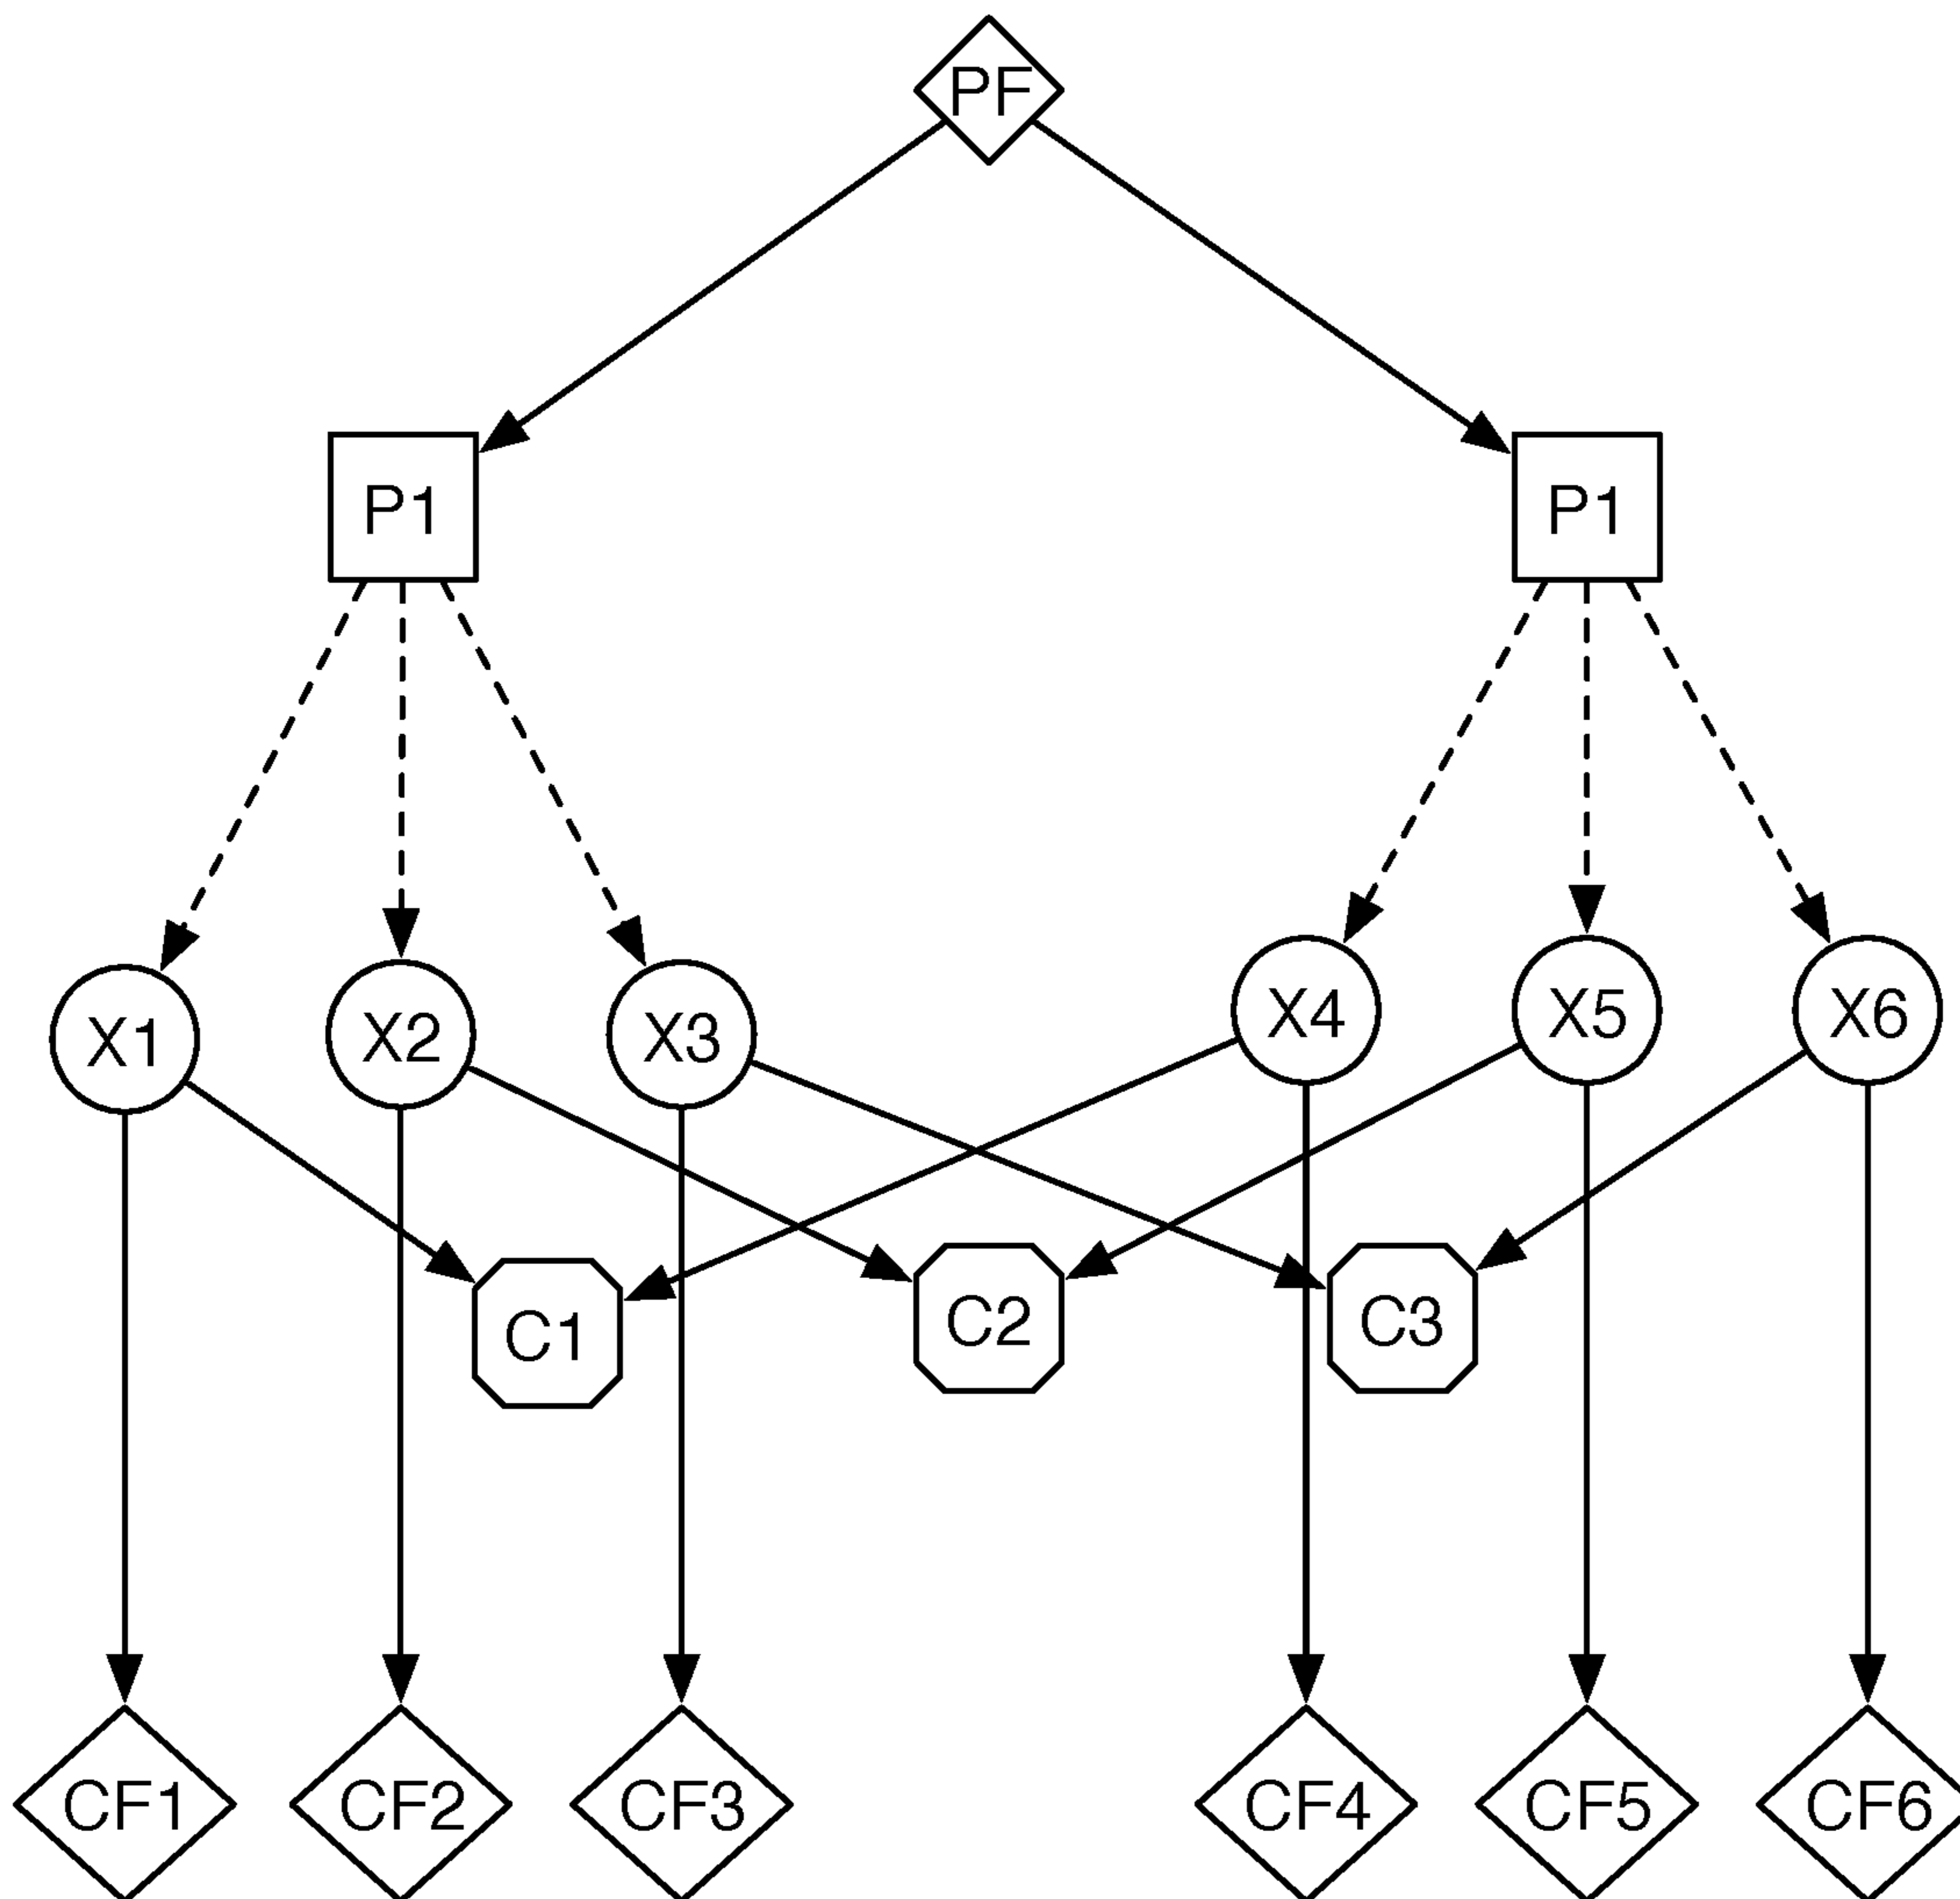 PF
P1 P1
X1 X2 X3 X4 X5 X6
C1 C2 C3
CF1 CF2 CF3 CF4 CF5 CF6